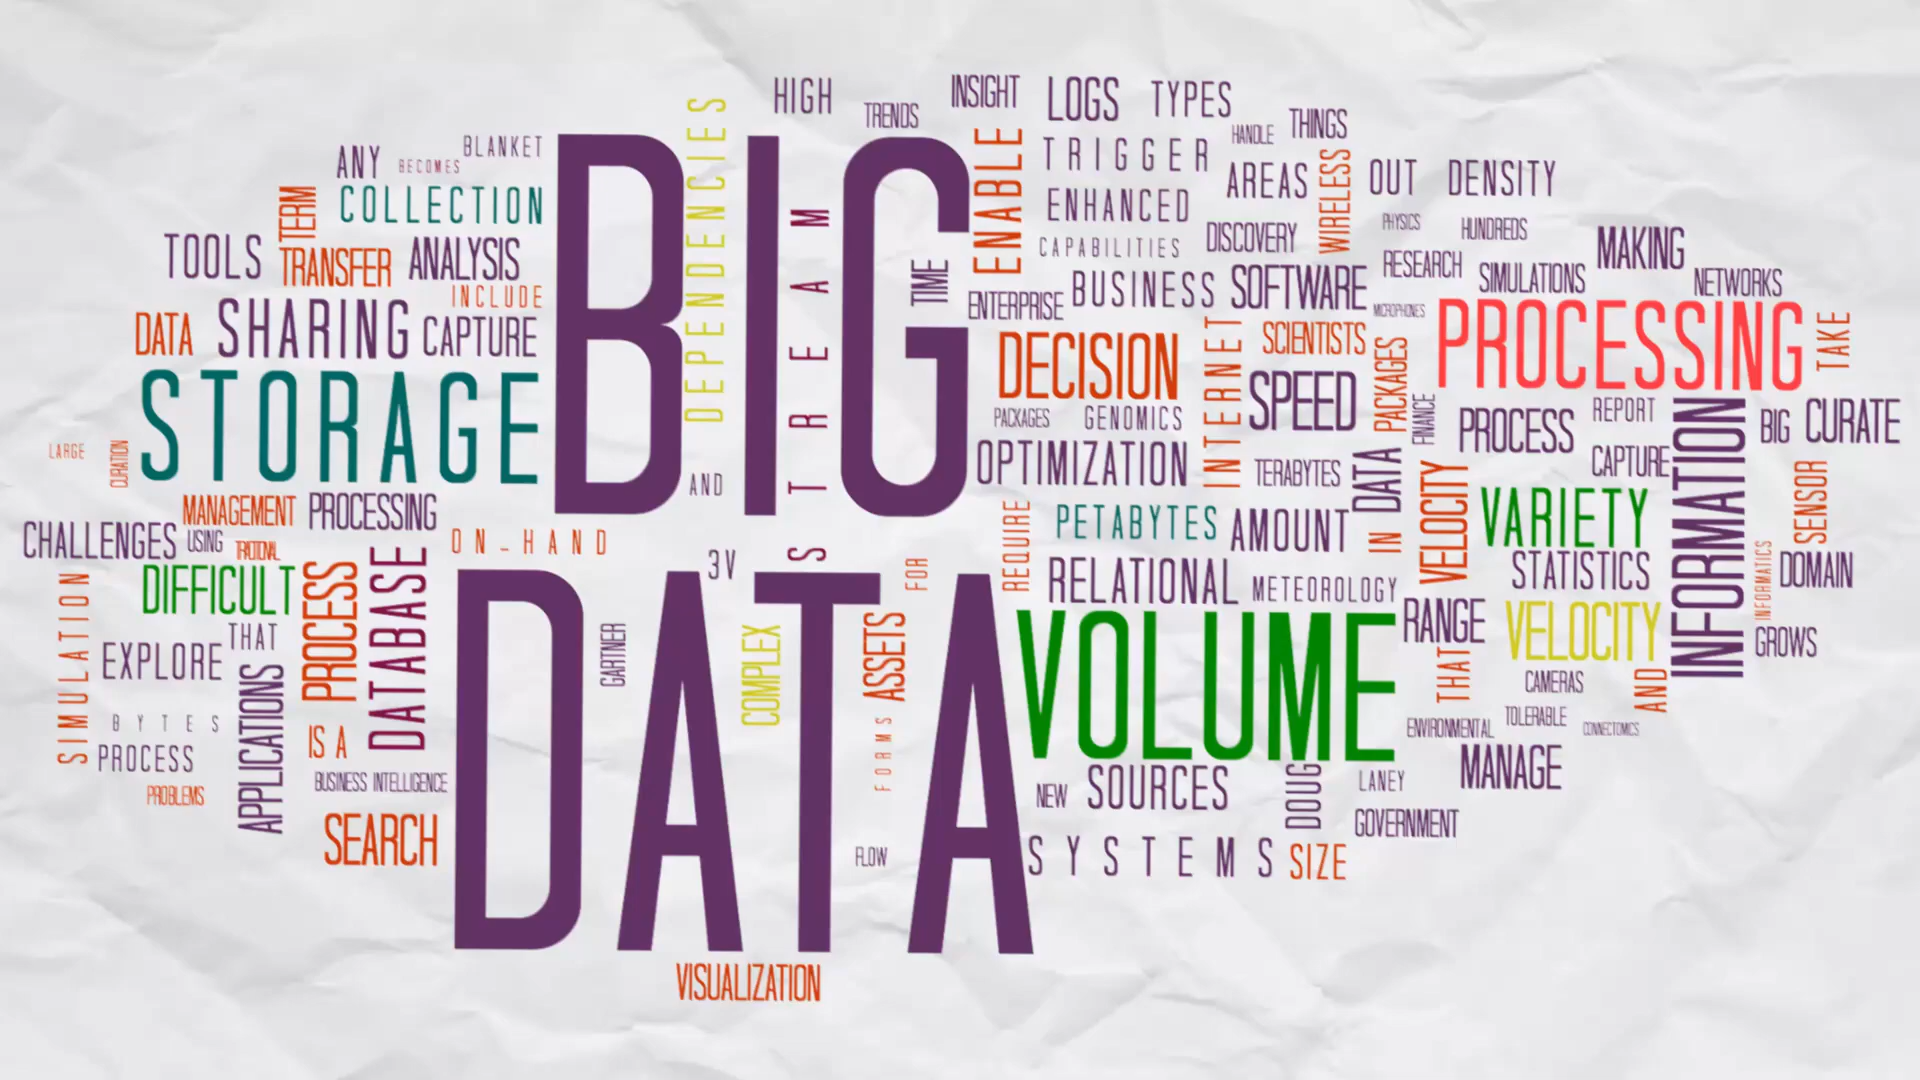 HIGH
TRENDS
INSIGHT
LOGS
TYPES
HANDLE
THINGS
ANY
BECOMES
BLANKET
DEPENDENCIES
ENABLE
TRIGGER
AREAS
WIRELESS
OUT
DENSITY
TERM
COLLECTION
BIG
ENHANCED
PHYSICS
HUNDREDS
TOOLS
TRANSFER
ANALYSIS
STREAM
TIME
CAPABILITIES
DISCOVERY
RESEARCH
SIMULATIONS
MAKING
NETWORKS
INCLUDE
ENTERPRISE
BUSINESS
SOFTWARE
MICROPHONES
DATA
SHARING
CAPTURE
DECISION
INTERNET
SCIENTISTS
PACKAGES
PROCESSING
TAKE
STORAGE
PACKAGES
GENOMICS
SPEED
FINANCE
PROCESS
REPORT
INFORMATION
BIG
CURATE
LARGE
CURATION
OPTIMIZATION
TERABYTES
DATA
VELOCITY
CAPTURE
SENSOR
AND
MANAGEMENT
PROCESSING
REQUIRE
PETABYTES
AMOUNT
IN
VARIETY
CHALLENGES
USING
TRADITIONAL
ON-HAND
3V
FOR
RELATIONAL
METEOROLOGY
STATISTICS
INFORMATICS
DOMAIN
SIMULATION
DIFFICULT
PROCESS
DATABASE
DATA
GARTNER
COMPLEX
ASSETS
VOLUME
RANGE
VELOCITY
GROWS
THAT
EXPLORE
APPLICATIONS
THAT
CAMERAS
AND
BYTES
IS A
FORMS
ENVIRONMENTAL
TOLERABLE
CONNECTOMICS
PROCESS
BUSINESS INTELLIGENCE
NEW
SOURCES
DOUG
LANEY
MANAGE
PROBLEMS
GOVERNMENT
SEARCH
FLOW
SYSTEMS
SIZE
VISUALIZATION